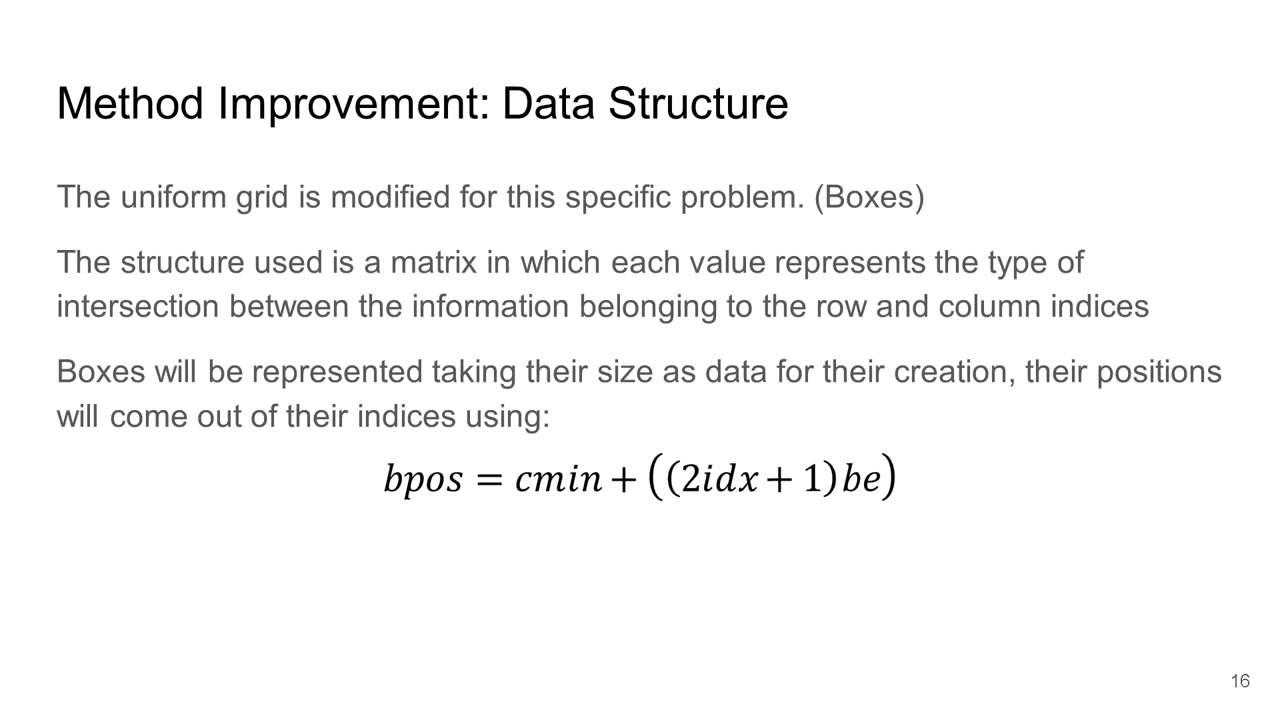 Method Improvement: Data Structure
The uniform grid is modified for this specific problem. (Boxes)
The structure used is a matrix in which each value represents the type of
intersection between the information belonging to the row and column indices
Boxes will be represented taking their size as data for their creation, their positions
will come out of their indices using:
bpos = cmin + ((2idx + 1)be)
16